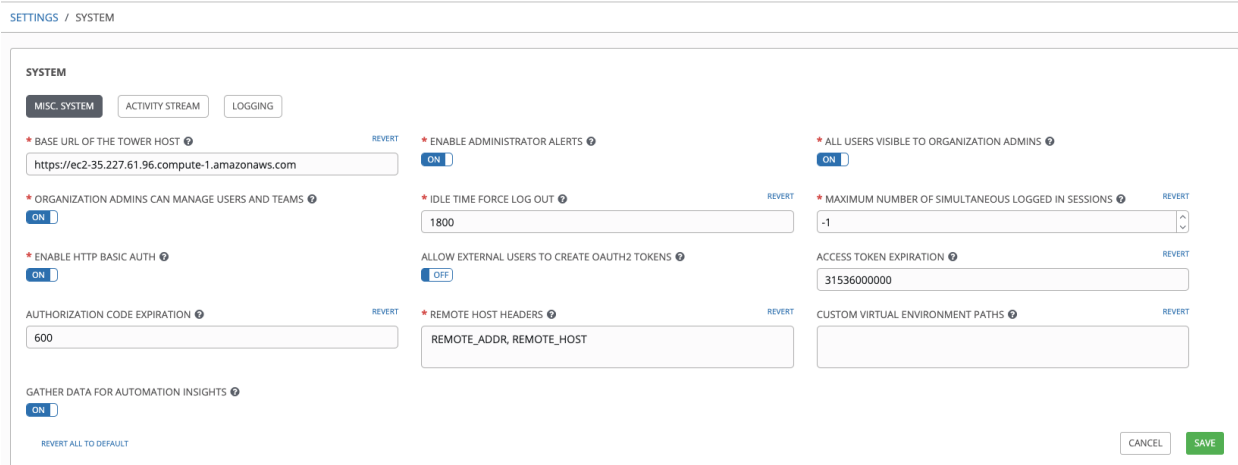 SETTINGS / SYSTEM
SYSTEM
MISC. SYSTEM ACTIVITY STREAM LOGGING
* BASE URL OF THE TOWER HOST ? REVERT * ENABLE ADMINISTRATOR ALERTS ? * ALL USERS VISIBLE TO ORGANIZATION ADMINS ?
https://ec2-35.227.61.96.compute-1.amazonaws.com ON ON
* ORGANIZATION ADMINS CAN MANAGE USERS AND TEAMS ? * IDLE TIME FORCE LOG OUT ? REVERT * MAXIMUM NUMBER OF SIMULTANEOUS LOGGED IN SESSIONS ? REVERT
ON 1800 -1
* ENABLE HTTP BASIC AUTH ? ALLOW EXTERNAL USERS TO CREATE OAUTH2 TOKENS ? ACCESS TOKEN EXPIRATION ? REVERT
ON OFF 31536000000
AUTHORIZATION CODE EXPIRATION ? REVERT * REMOTE HOST HEADERS ? REVERT CUSTOM VIRTUAL ENVIRONMENT PATHS ? REVERT
600 REMOTE_ADDR, REMOTE_HOST
GATHER DATA FOR AUTOMATION INSIGHTS ?
ON
REVERT ALL TO DEFAULT CANCEL SAVE